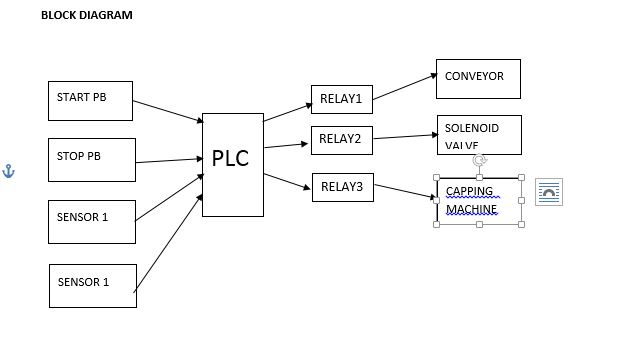 BLOCK DIAGRAM
START PB
STOP PB
SENSOR 1
SENSOR 1
PLC
RELAY1
RELAY2
RELAY3
CONVEYOR
SOLENOID
VALVE
CAPPING
MACHINE